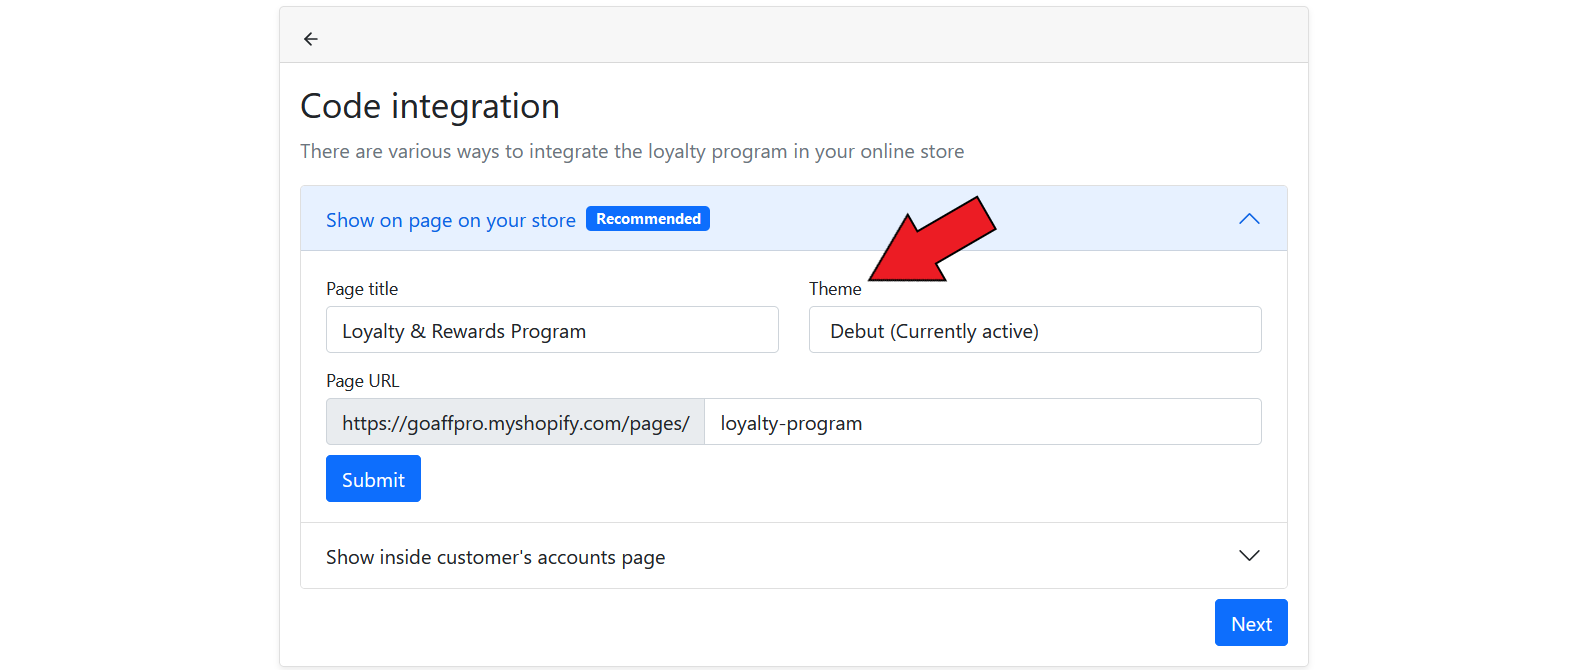 Code integration
There are various ways to integrate the loyalty program in your online store
Show on page on your store Recommended
Page title
Theme
Loyalty & Rewards Program
Debut (Currently active)
Page URL
https://goaffpro.myshopify.com/pages/ loyalty-program
Submit
Show inside customer's accounts page
Next